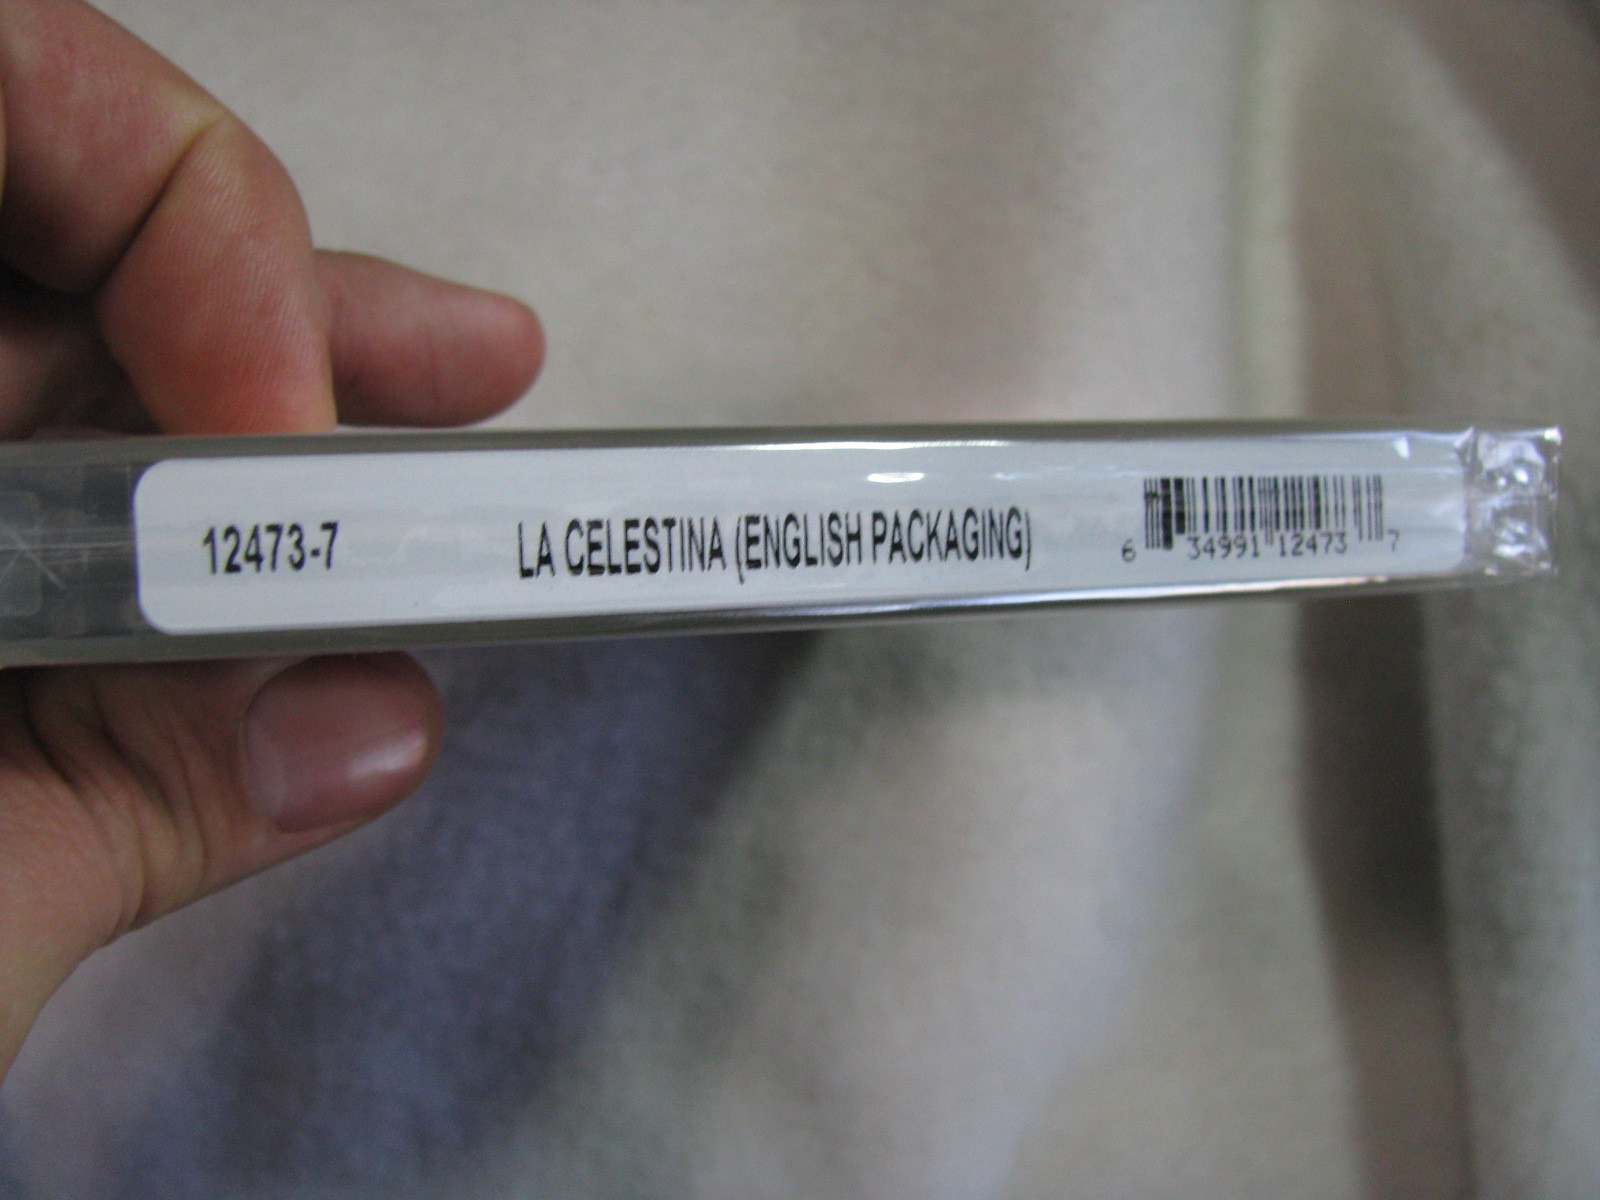 12473-7 LA CELESTINA (ENGLISH PACKAGING)
6 34991 12473 7